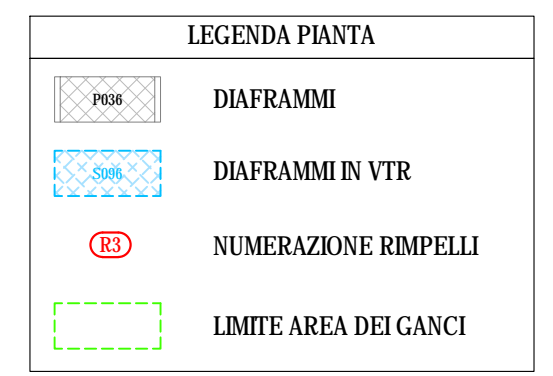 LEGENDA PIANTA
P036 DIAFRAMMI
S096 DIAFRAMMI IN VTR
R3 NUMERAZIONE RIMPELLI
LIMITE AREA DEI GANCI